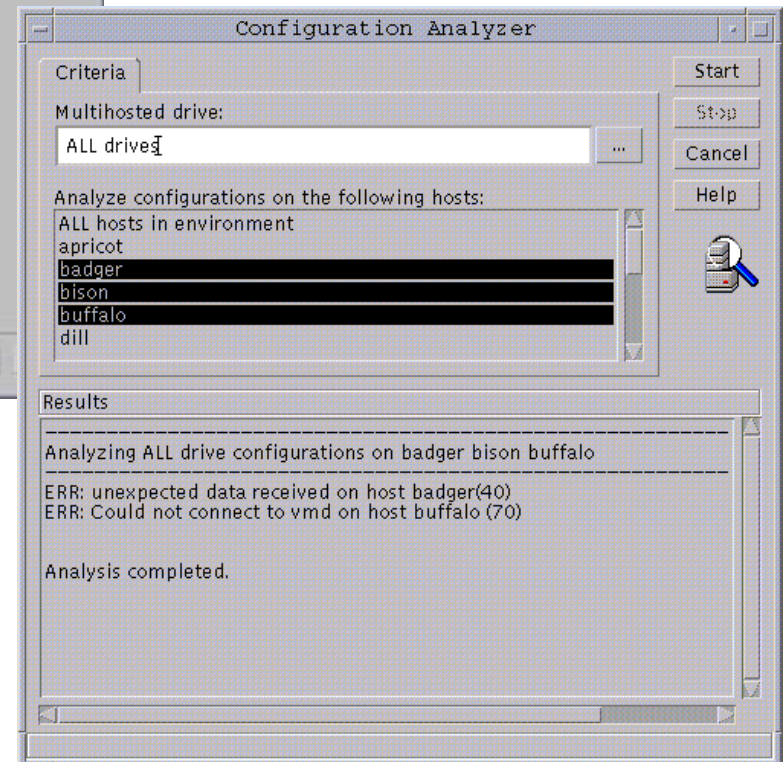 Configuration Analyzer
Criteria
Start
Multihosted drive:
Stop
ALL drives
...
Cancel
Analyze configurations on the following hosts:
Help
ALL hosts in environment
apricot
badger
bison
buffalo
dill
Results
Analyzing ALL drive configurations on badger bison buffalo
ERR: unexpected data received on host badger(40)
ERR: Could not connect to vmd on host buffalo (70)
Analysis completed.